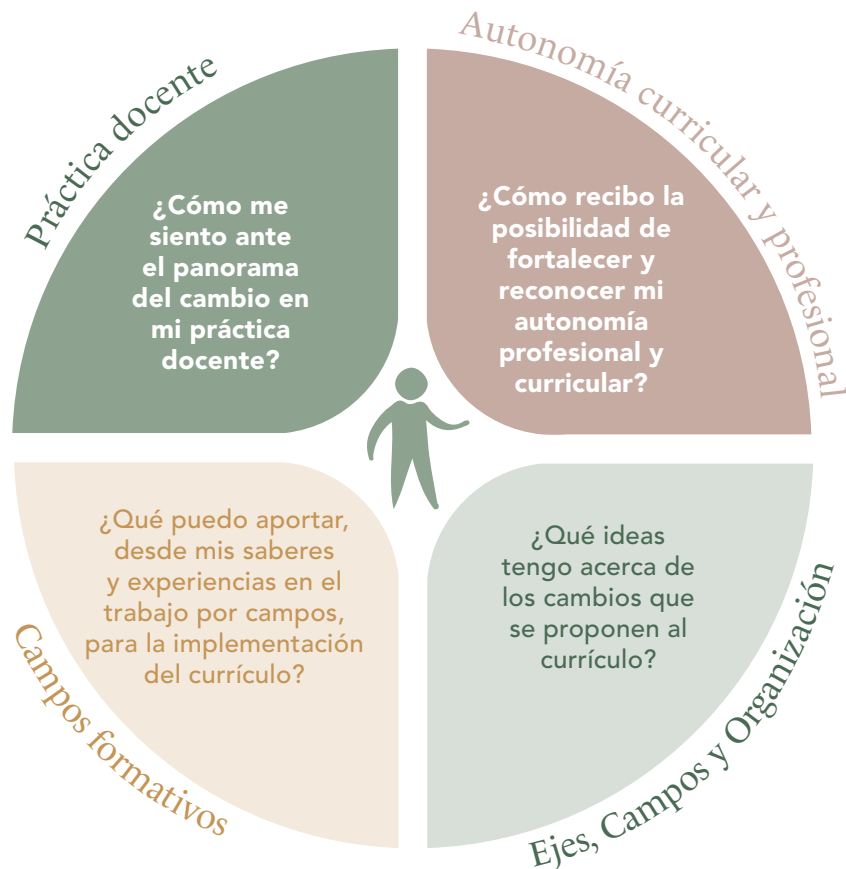 Práctica docente
¿Cómo me
siento ante
el panorama
del cambio en
mi práctica
docente?
Autonomía curricular y profesional
¿Cómo recibo la
posibilidad de
fortalecer y
reconocer mi
autonomía
profesional y
curricular?
¿Qué puedo aportar,
desde mis saberes
y experiencias en el
trabajo por campos,
para la implementación
del currículo?
Campos formativos
¿Qué ideas
tengo acerca de
los cambios que
se proponen al
currículo?
Ejes, Campos y Organización